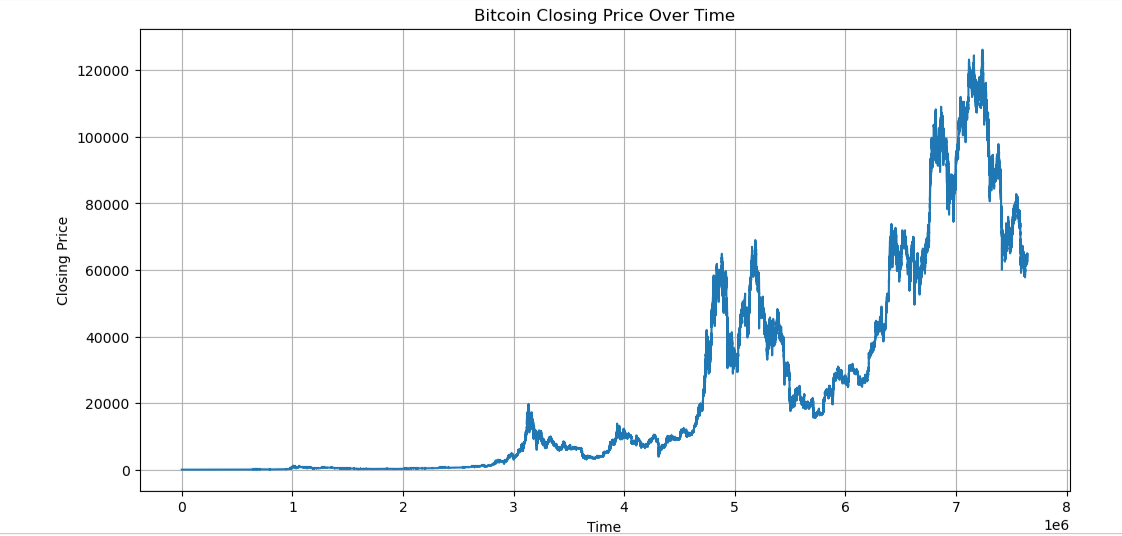 Bitcoin Closing Price Over Time
Closing Price
120000
100000
80000
60000
40000
20000
0
0 1 2 3 4 5 6 7 8
1e6
Time